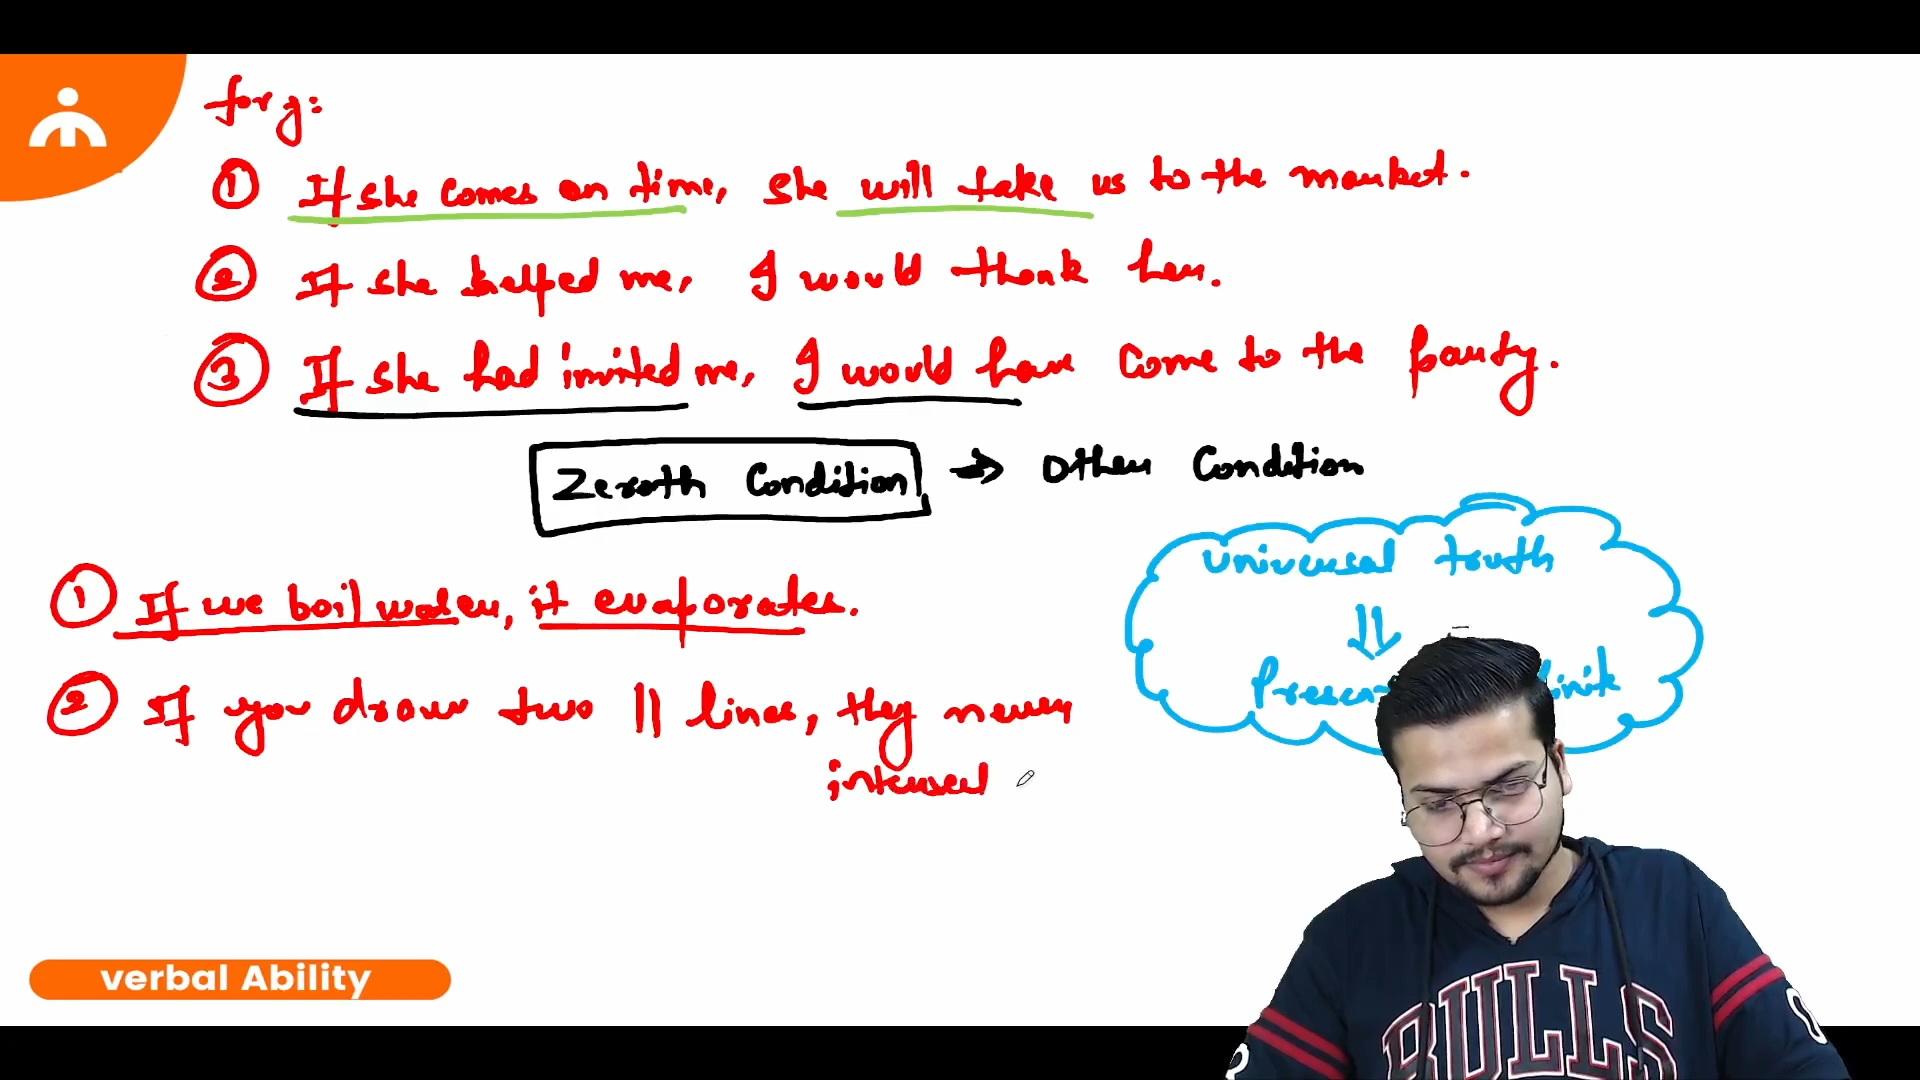 for g:
① If she comes on time, she will take us to the market.
② If she helped me, I would thank her.
③ If she had invited me, I would have come to the party.
Zeroth Condition → Other Condition
universal truth
① If we boil water, it evaporates.
② If you draw two || lines, they never
intersect
verbal Ability
BULLS